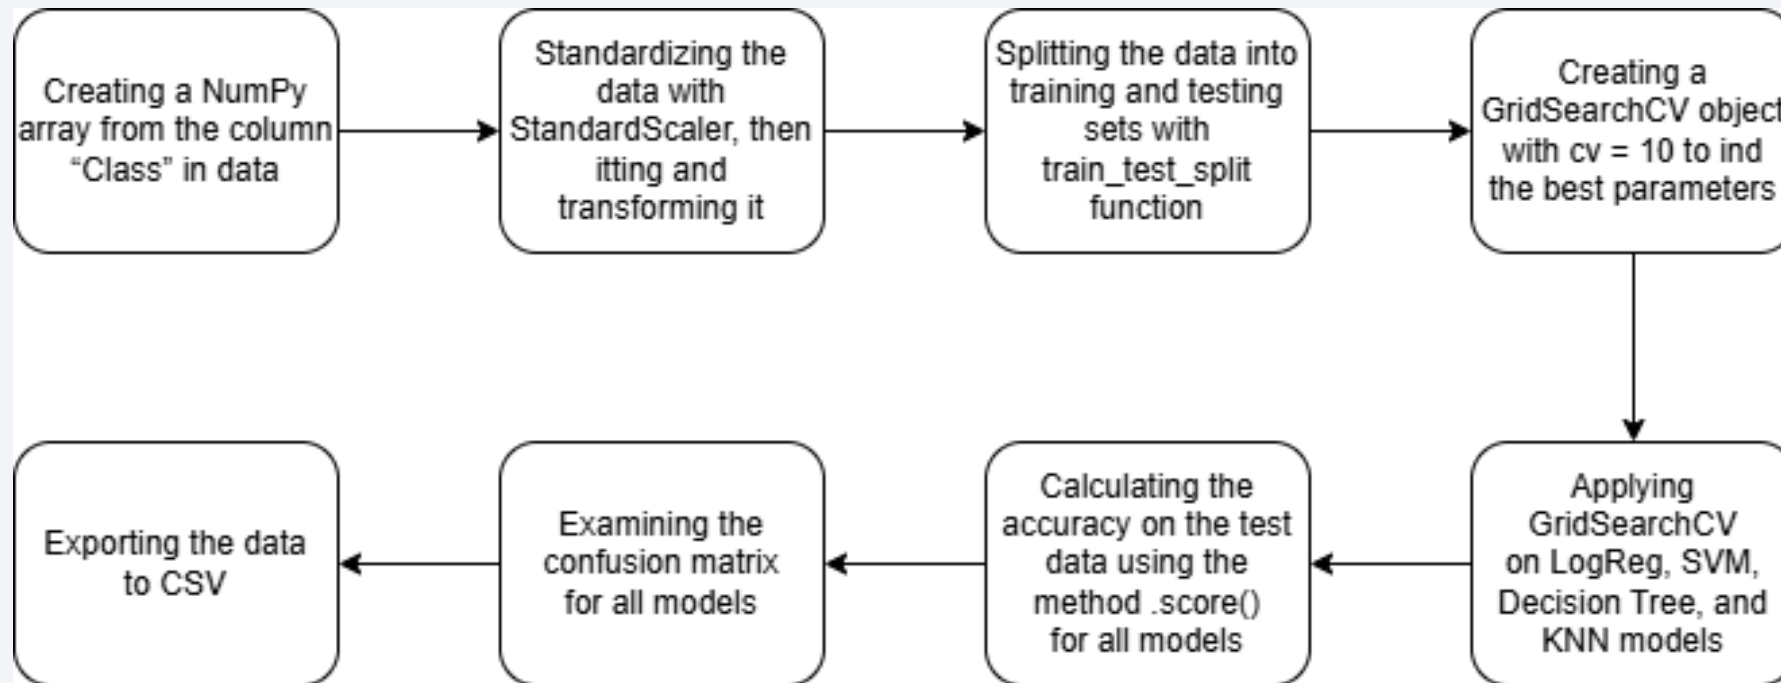 Creating a NumPy
array from the column
“Class” in data
Standardizing the
data with
StandardScaler, then
itting and
transforming it
Splitting the data into
training and testing
sets with
train_test_split
function
Creating a
GridSearchCV object
with cv = 10 to ind
the best parameters
Applying
GridSearchCV
on LogReg, SVM,
Decision Tree, and
KNN models
Calculating the
accuracy on the test
data using the
method .score()
for all models
Examining the
confusion matrix
for all models
Exporting the data
to CSV